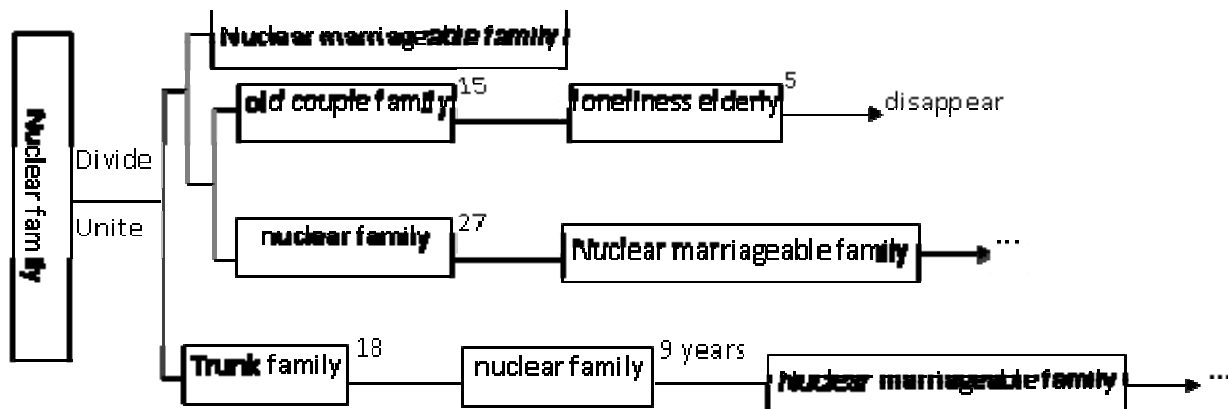 Nuclear marriageable family
old couple family
15
loneliness elderty
5
disappear
Nuclear family
Divide
Unite
nuclear family
27
Nuclear marriageable family
...
Trunk family
18
nuclear family
9 years
Nuclear marriageable family
...